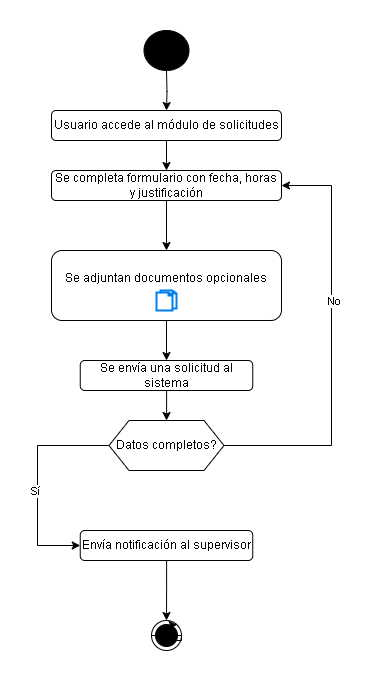 Usuario accede al módulo de solicitudes
Se completa formulario con fecha, horas
y justificación
Se adjuntan documentos opcionales
No
Se envía una solicitud al
sistema
Datos completos?
Sí
Envía notificación al supervisor